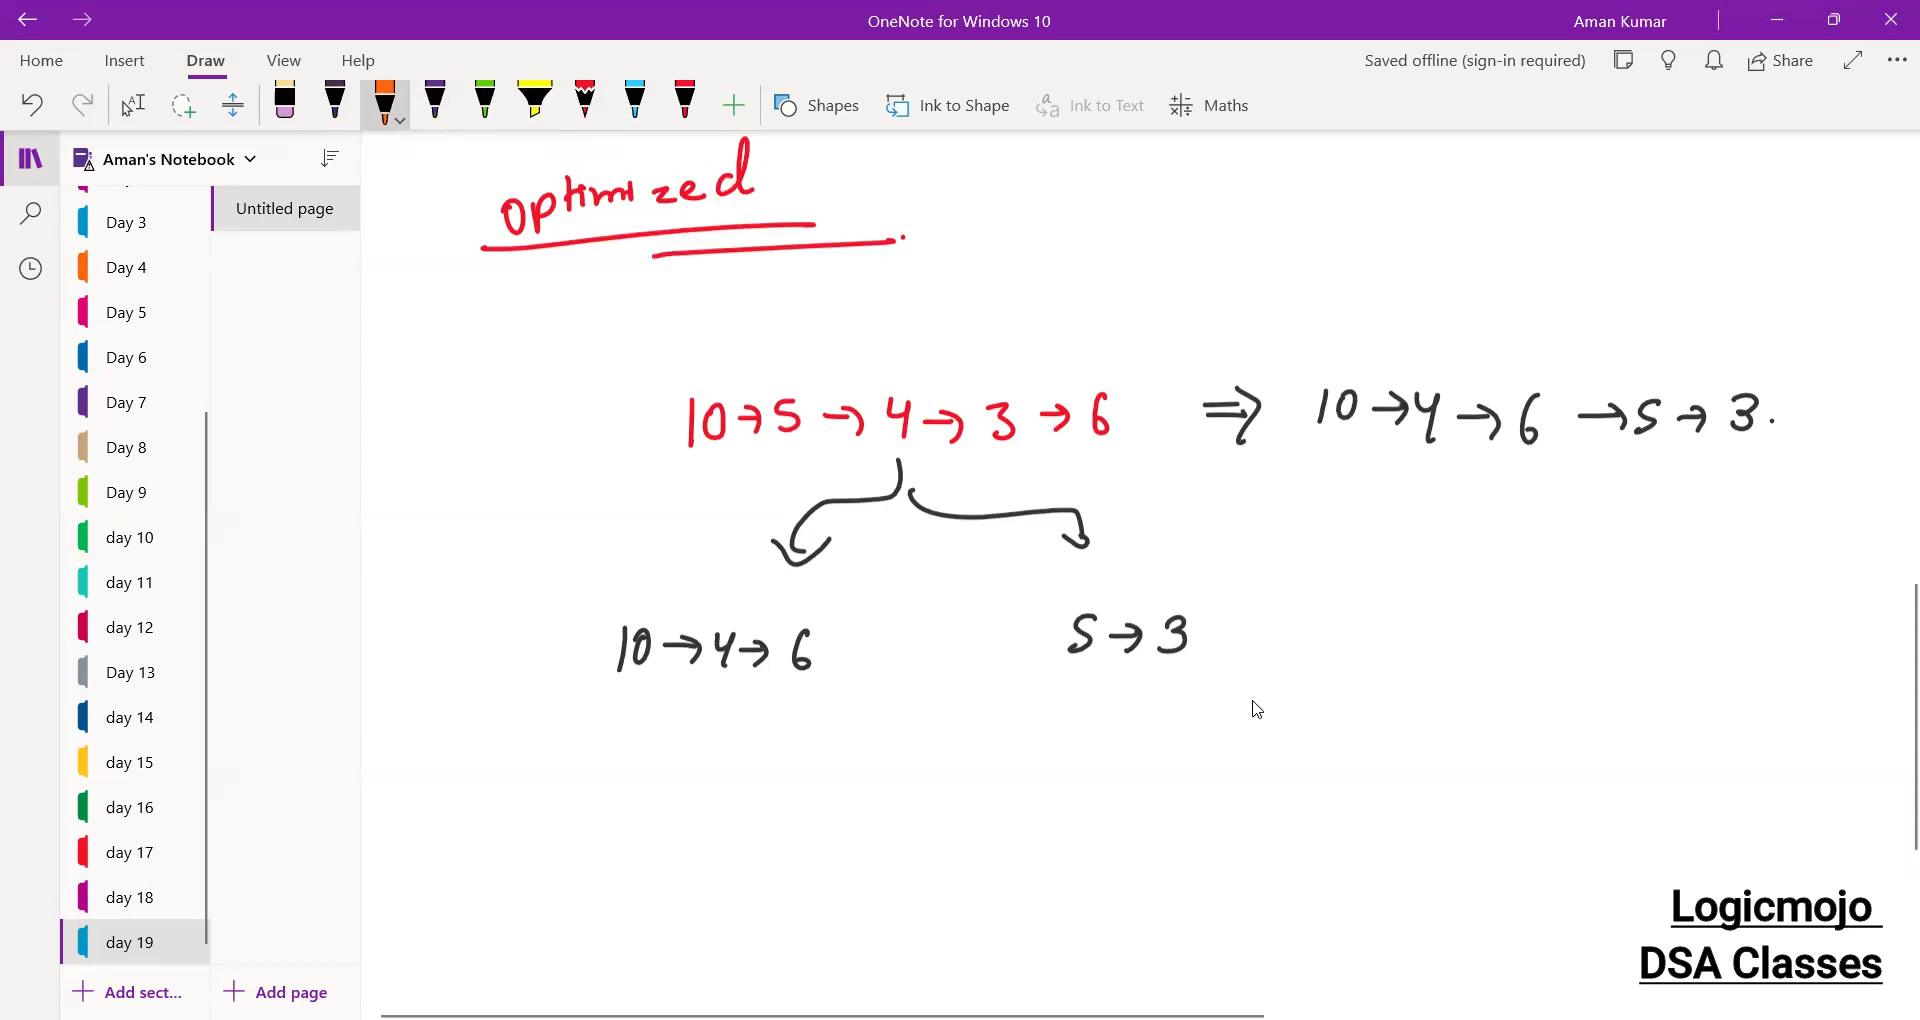 OneNote for Windows 10
Aman Kumar
Home Insert Draw View Help
Saved offline (sign-in required) Share
Shapes Ink to Shape Ink to Text Maths
Aman's Notebook
Untitled page
Day 3
Day 4
Day 5
Day 6
Day 7
Day 8
Day 9
day 10
day 11
day 12
Day 13
day 14
day 15
day 16
day 17
day 18
day 19
Add sect...
Add page
optimized
10 → 5 → 4 → 3 → 6 ⇒ 10 → 4 → 6 → 5 → 3.
10 → 4 → 6
5 → 3
Logicmojo
DSA Classes